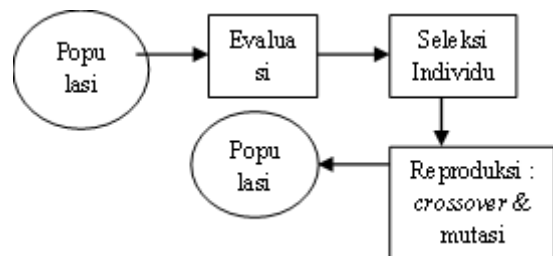 Popu
lasi
Evalua
si
Seleksi
Individu
Popu
lasi
Reproduksi :
crossover &
mutasi